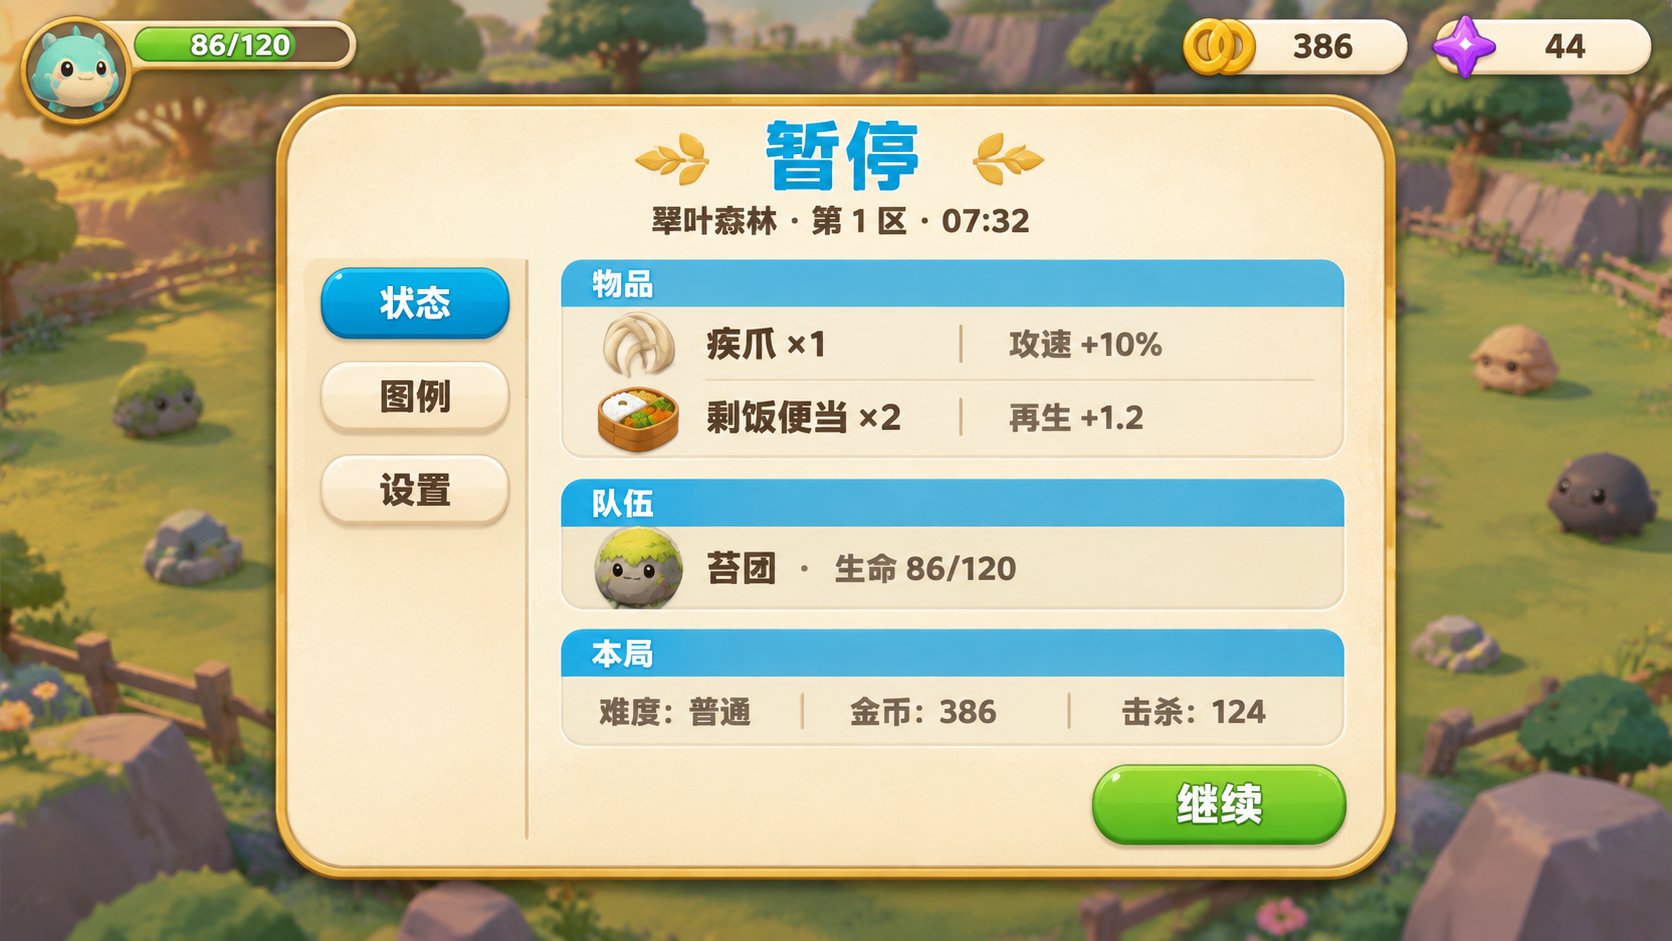 86/120
386
44
暂停
翠叶森林 · 第 1 区 · 07:32
状态
图例
设置
物品
疾爪 ×1 | 攻速 +10%
剩饭便当 ×2 | 再生 +1.2
队伍
苔团 · 生命 86/120
本局
难度：普通 | 金币：386 | 击杀：124
继续